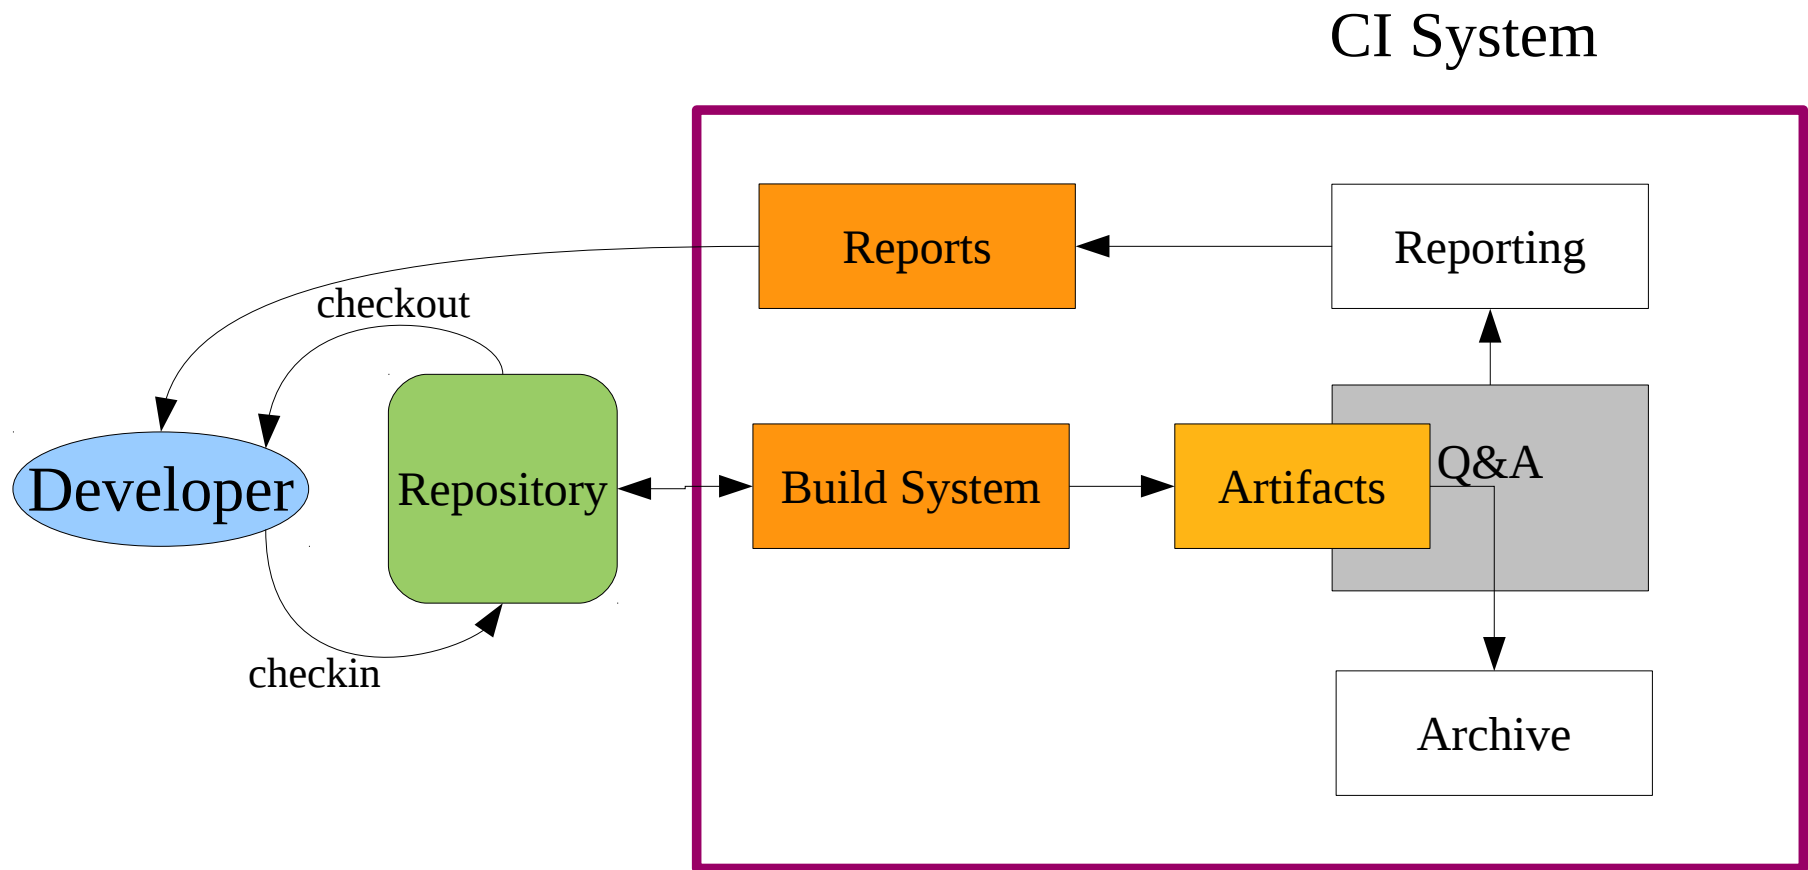 CI System
Reports
Reporting
checkout
Developer
Repository
Build System
Artifacts
Q&A
checkin
Archive